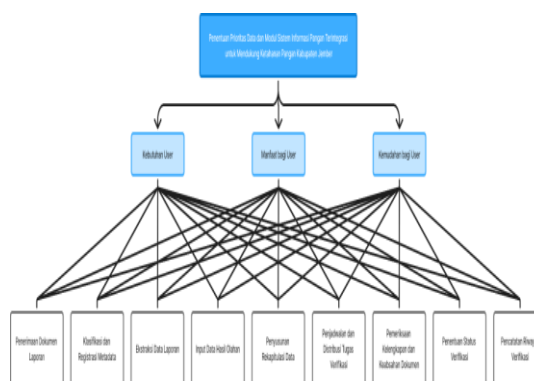 Penentuan Prioritas Data dan Modul Sistem Informasi Pangan Terintegrasi
untuk Mendukung Ketahanan Pangan Kabupaten Jember
Kebutuhan User
Manfaat bagi User
Kemudahan bagi User
Penerimaan Dokumen
Laporan
Klasifikasi dan
Registrasi Metadata
Ekstraksi Data Laporan
Input Data Hasil Olahan
Penyusunan
Rekapitulasi Data
Penjadwalan dan
Distribusi Tugas
Verifikasi
Pemeriksaan
Kelengkapan dan
Keabsahan Dokumen
Penentuan Status
Verifikasi
Pencatatan Riway
Verifikasi